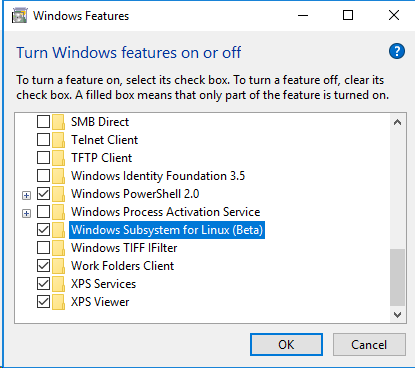 Windows Features
Turn Windows features on or off
?
To turn a feature on, select its check box. To turn a feature off, clear its
check box. A filled box means that only part of the feature is turned on.
SMB Direct
Telnet Client
TFTP Client
Windows Identity Foundation 3.5
Windows PowerShell 2.0
Windows Process Activation Service
Windows Subsystem for Linux (Beta)
Windows TIFF IFilter
Work Folders Client
XPS Services
XPS Viewer
OK Cancel